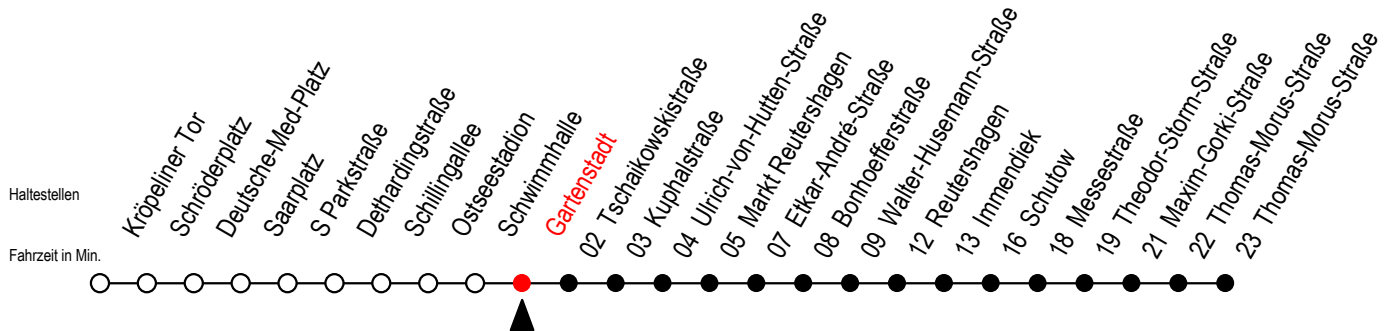 Haltestellen
Fahrzeit in Min.
Kröpeliner Tor
Schröderplatz
Deutsche-Med-Platz
Saarplatz
S Parkstraße
Dethardingstraße
Schillingallee
Ostseestadion
Schwimmhalle
Gartenstadt
02 Tschaikowskistraße
03 Kuphalstraße
04 Ulrich-von-Hutten-Straße
05 Markt Reutershagen
07 Etkar-André-Straße
08 Bonhoefferstraße
09 Walter-Husemann-Straße
12 Reutershagen
13 Immendiek
16 Schutow
18 Messestraße
19 Theodor-Storm-Straße
21 Maxim-Gorki-Straße
22 Thomas-Morus-Straße
23 Thomas-Morus-Straße